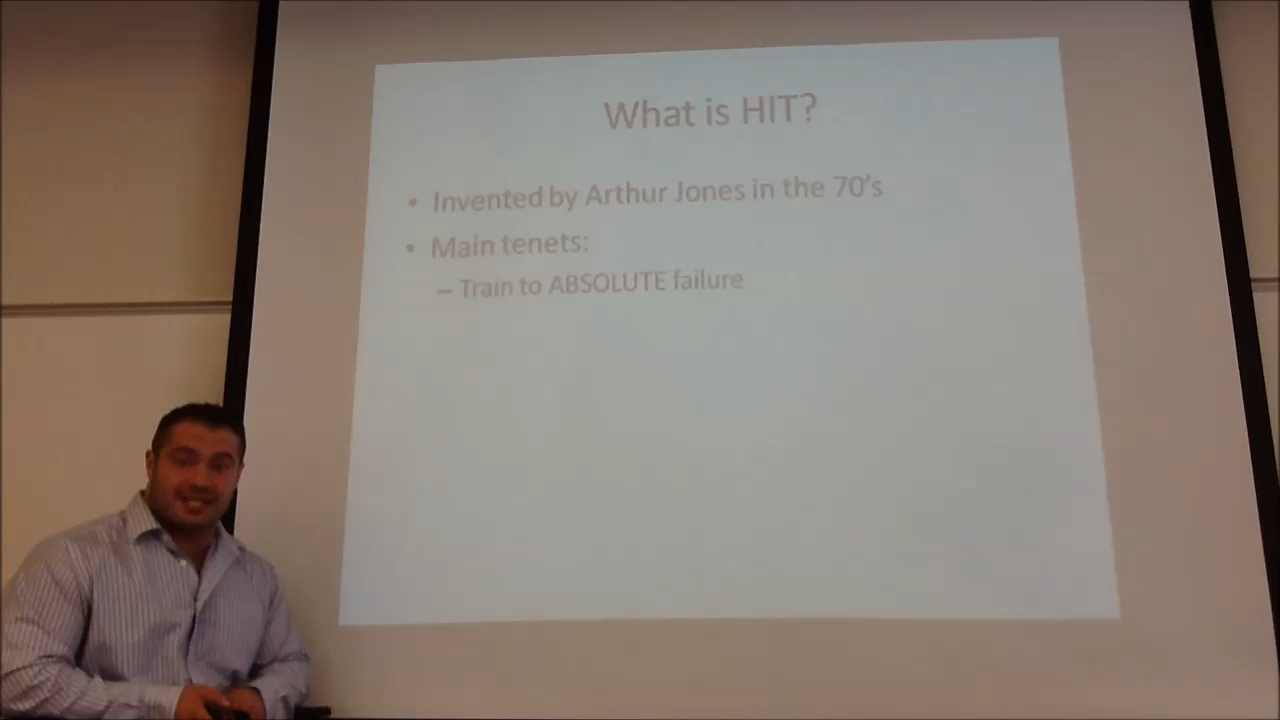 What is HIT?
• Invented by Arthur Jones in the 70's
• Main tenets:
– Train to ABSOLUTE failure